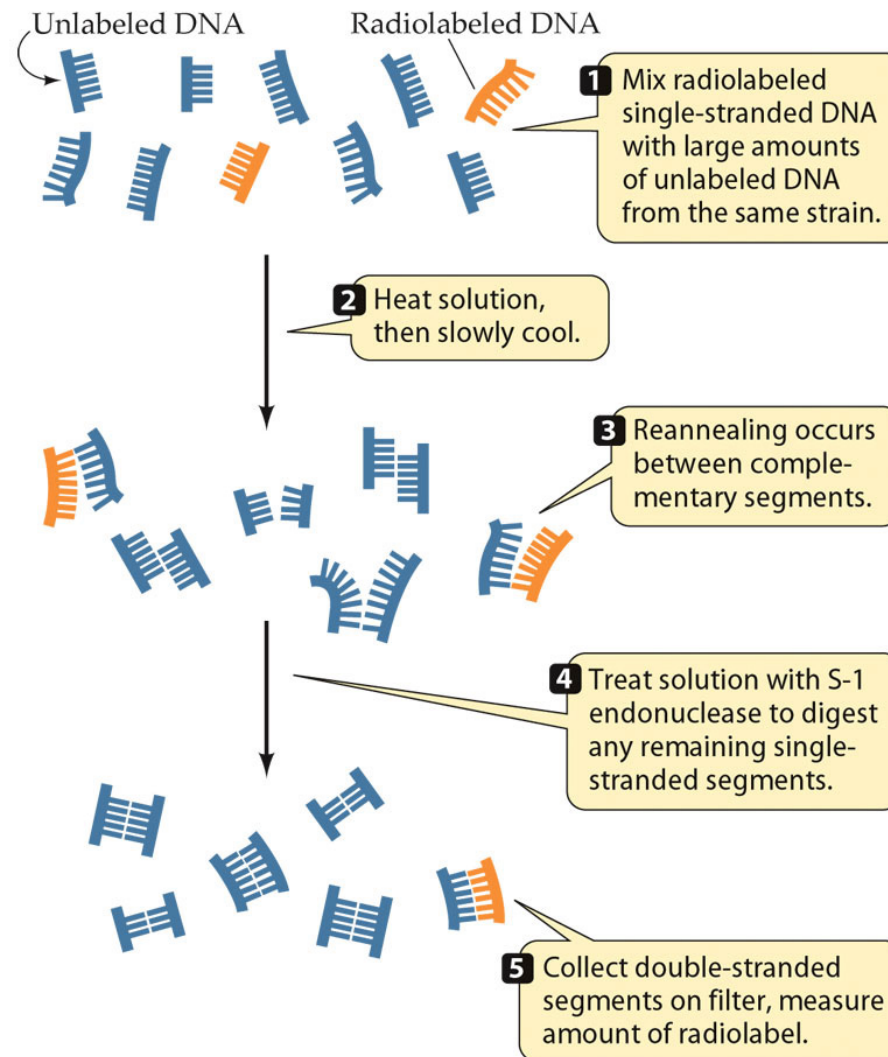 Unlabeled DNA
Radiolabeled DNA
1 Mix radiolabeled
single-stranded DNA
with large amounts
of unlabeled DNA
from the same strain.
2 Heat solution,
then slowly cool.
3 Reannealing occurs
between comple-
mentary segments.
4 Treat solution with S-1
endonuclease to digest
any remaining single-
stranded segments.
5 Collect double-stranded
segments on filter, measure
amount of radiolabel.